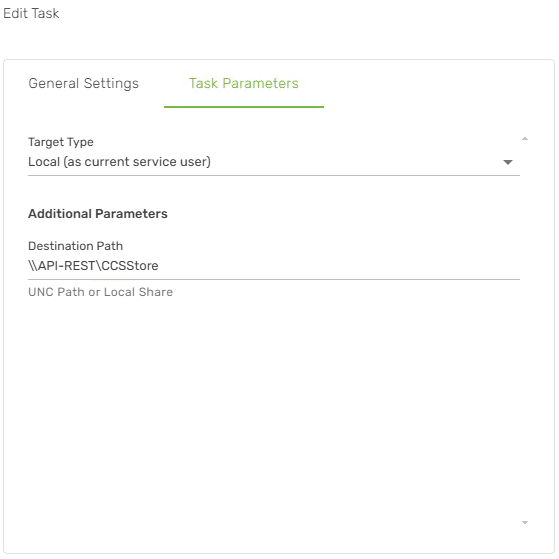 Edit Task
General Settings
Task Parameters
Target Type
Local (as current service user)
Additional Parameters
Destination Path
\\API-REST\CCSStore
UNC Path or Local Share